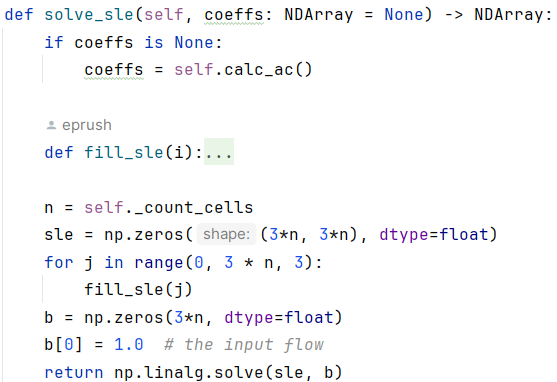 def solve_sle(self, coeffs: NDArray = None) -> NDArray:
    if coeffs is None:
        coeffs = self.calc_ac()
    eprush
    def fill_sle(i):...
    n = self._count_cells
    sle = np.zeros( shape: (3*n, 3*n), dtype=float)
    for j in range(0, 3 * n, 3):
        fill_sle(j)
    b = np.zeros(3*n, dtype=float)
    b[0] = 1.0  # the input flow
    return np.linalg.solve(sle, b)